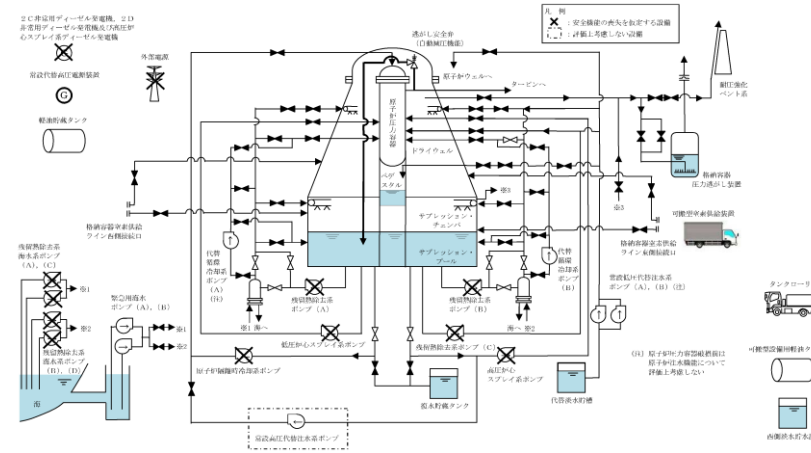 2C非常用ディーゼル発電機，2D
非常用ディーゼル発電機及び高圧炉
心スプレイ系ディーゼル発電機
外部電源
常設代替高圧電源装置
G
軽油貯蔵タンク
逃がし安全弁
(自動減圧機能)
原子炉ウェルへ
タービンへ
凡 例
：安全機能の喪失を仮定する設備
：評価上考慮しない設備
耐圧強化
ベント系
原子炉圧力容器
ドライウェル
ペデ
スタル
サプレッション・
チェンバ
サプレッション・
プール
※3
※3
格納容器
圧力逃がし装置
可搬型窒素供給装置
格納容器窒素供給
ライン西側接続口
格納容器窒素供給
ライン東側接続口
代替
循環
冷却系
ポンプ
(A)
(注)
代替
循環
冷却系
ポンプ
(B)
残留熱除去系
海水系ポンプ
(A)，(C)
※1
※2
残留熱除去系
海水系ポンプ
(B)，(D)
海
緊急用海水
ポンプ(A)，(B)
※1
※2
残留熱除去系
ポンプ(A)
残留熱除去系
ポンプ(B)
※1 海へ
海へ ※2
常設低圧代替注水系
ポンプ(A)，(B)(注)
タンクローリ
低圧炉心スプレイ系ポンプ
残留熱除去系ポンプ(C)
原子炉隔離時冷却系ポンプ
高圧炉心
スプレイ系ポンプ
(注) 原子炉圧力容器破損前は
原子炉注水機能について
評価上考慮しない
可搬型設備用軽油タ
復水貯蔵タンク
代替淡水貯槽
西側淡水貯水設
常設高圧代替注水系ポンプ